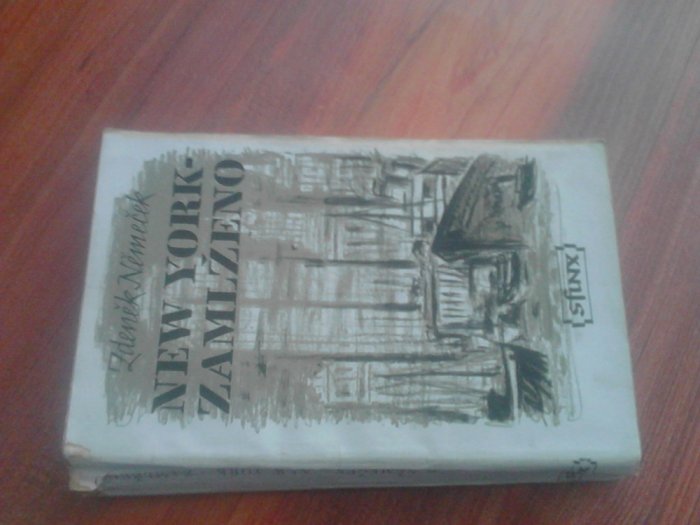 Zdeněk Němeček
NEW YORK-
ZAMLŽENO
sfinx